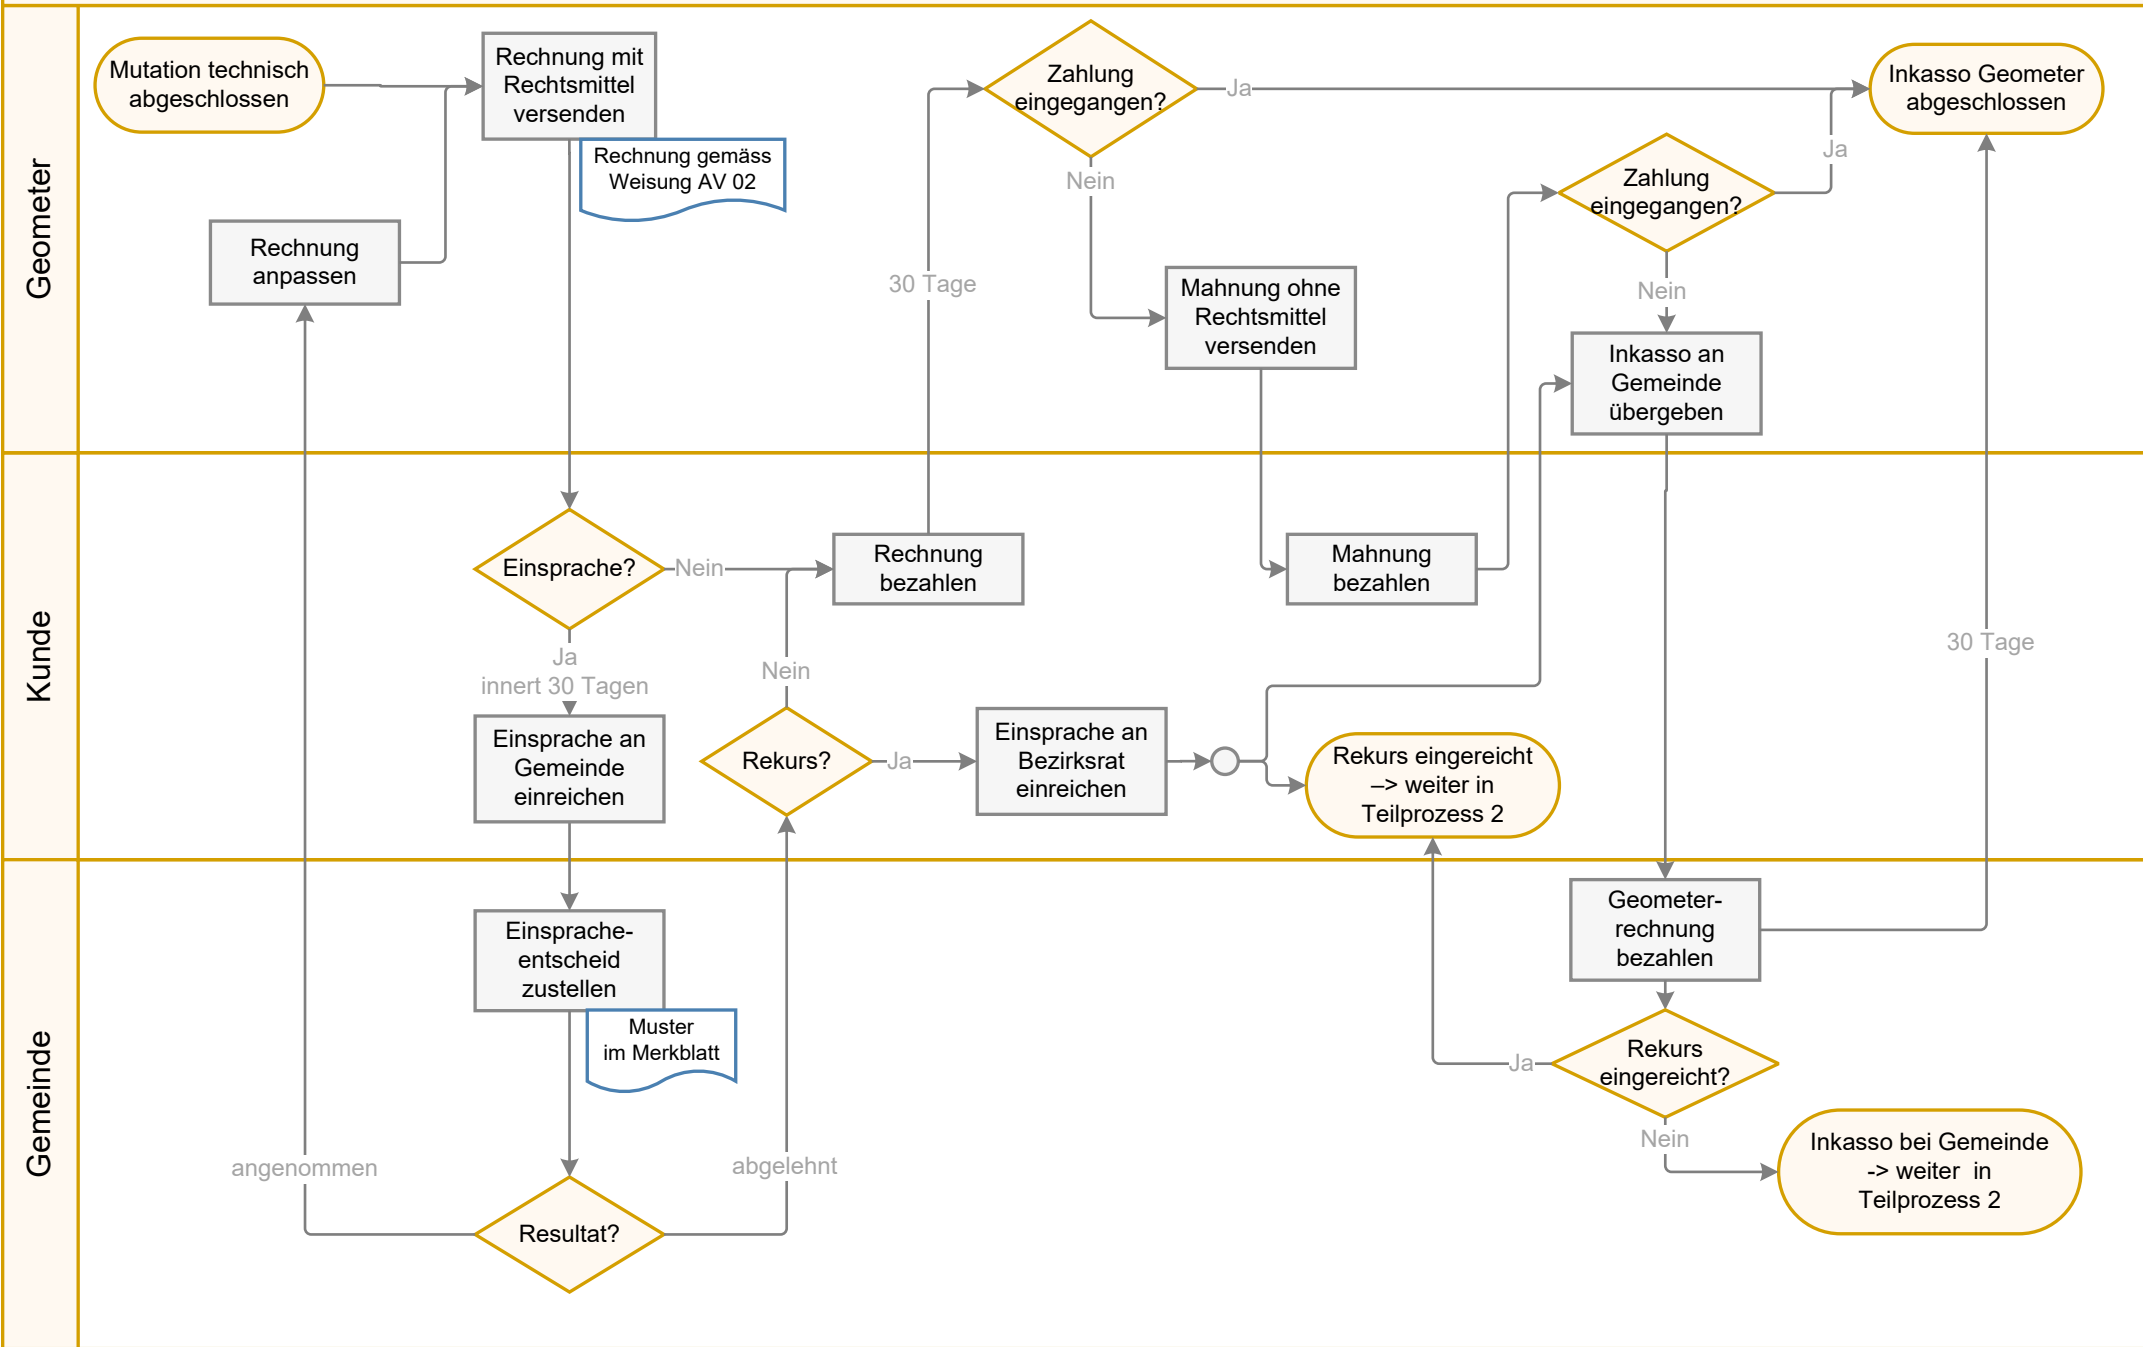 Geometer
Mutation technisch
abgeschlossen
Rechnung mit
Rechtsmittel
versenden
Rechnung gemäss
Weisung AV 02
Rechnung
anpassen
Zahlung
eingegangen?
Ja
Nein
30 Tage
Mahnung ohne
Rechtsmittel
versenden
Zahlung
eingegangen?
Ja
Nein
Inkasso an
Gemeinde
übergeben
Inkasso Geometer
abgeschlossen
Kunde
Einsprache?
Nein
Ja
innert 30 Tagen
Einsprache an
Gemeinde
einreichen
Rechnung
bezahlen
Nein
Rekurs?
Ja
Einsprache an
Bezirksrat
einreichen
Mahnung
bezahlen
Rekurs eingereicht
–> weiter in
Teilprozess 2
30 Tage
Gemeinde
Einsprache-
entscheid
zustellen
Muster
im Merkblatt
angenommen
Resultat?
abgelehnt
Geometer-
rechnung
bezahlen
Rekurs
eingereicht?
Ja
Nein
Inkasso bei Gemeinde
-> weiter  in
Teilprozess 2